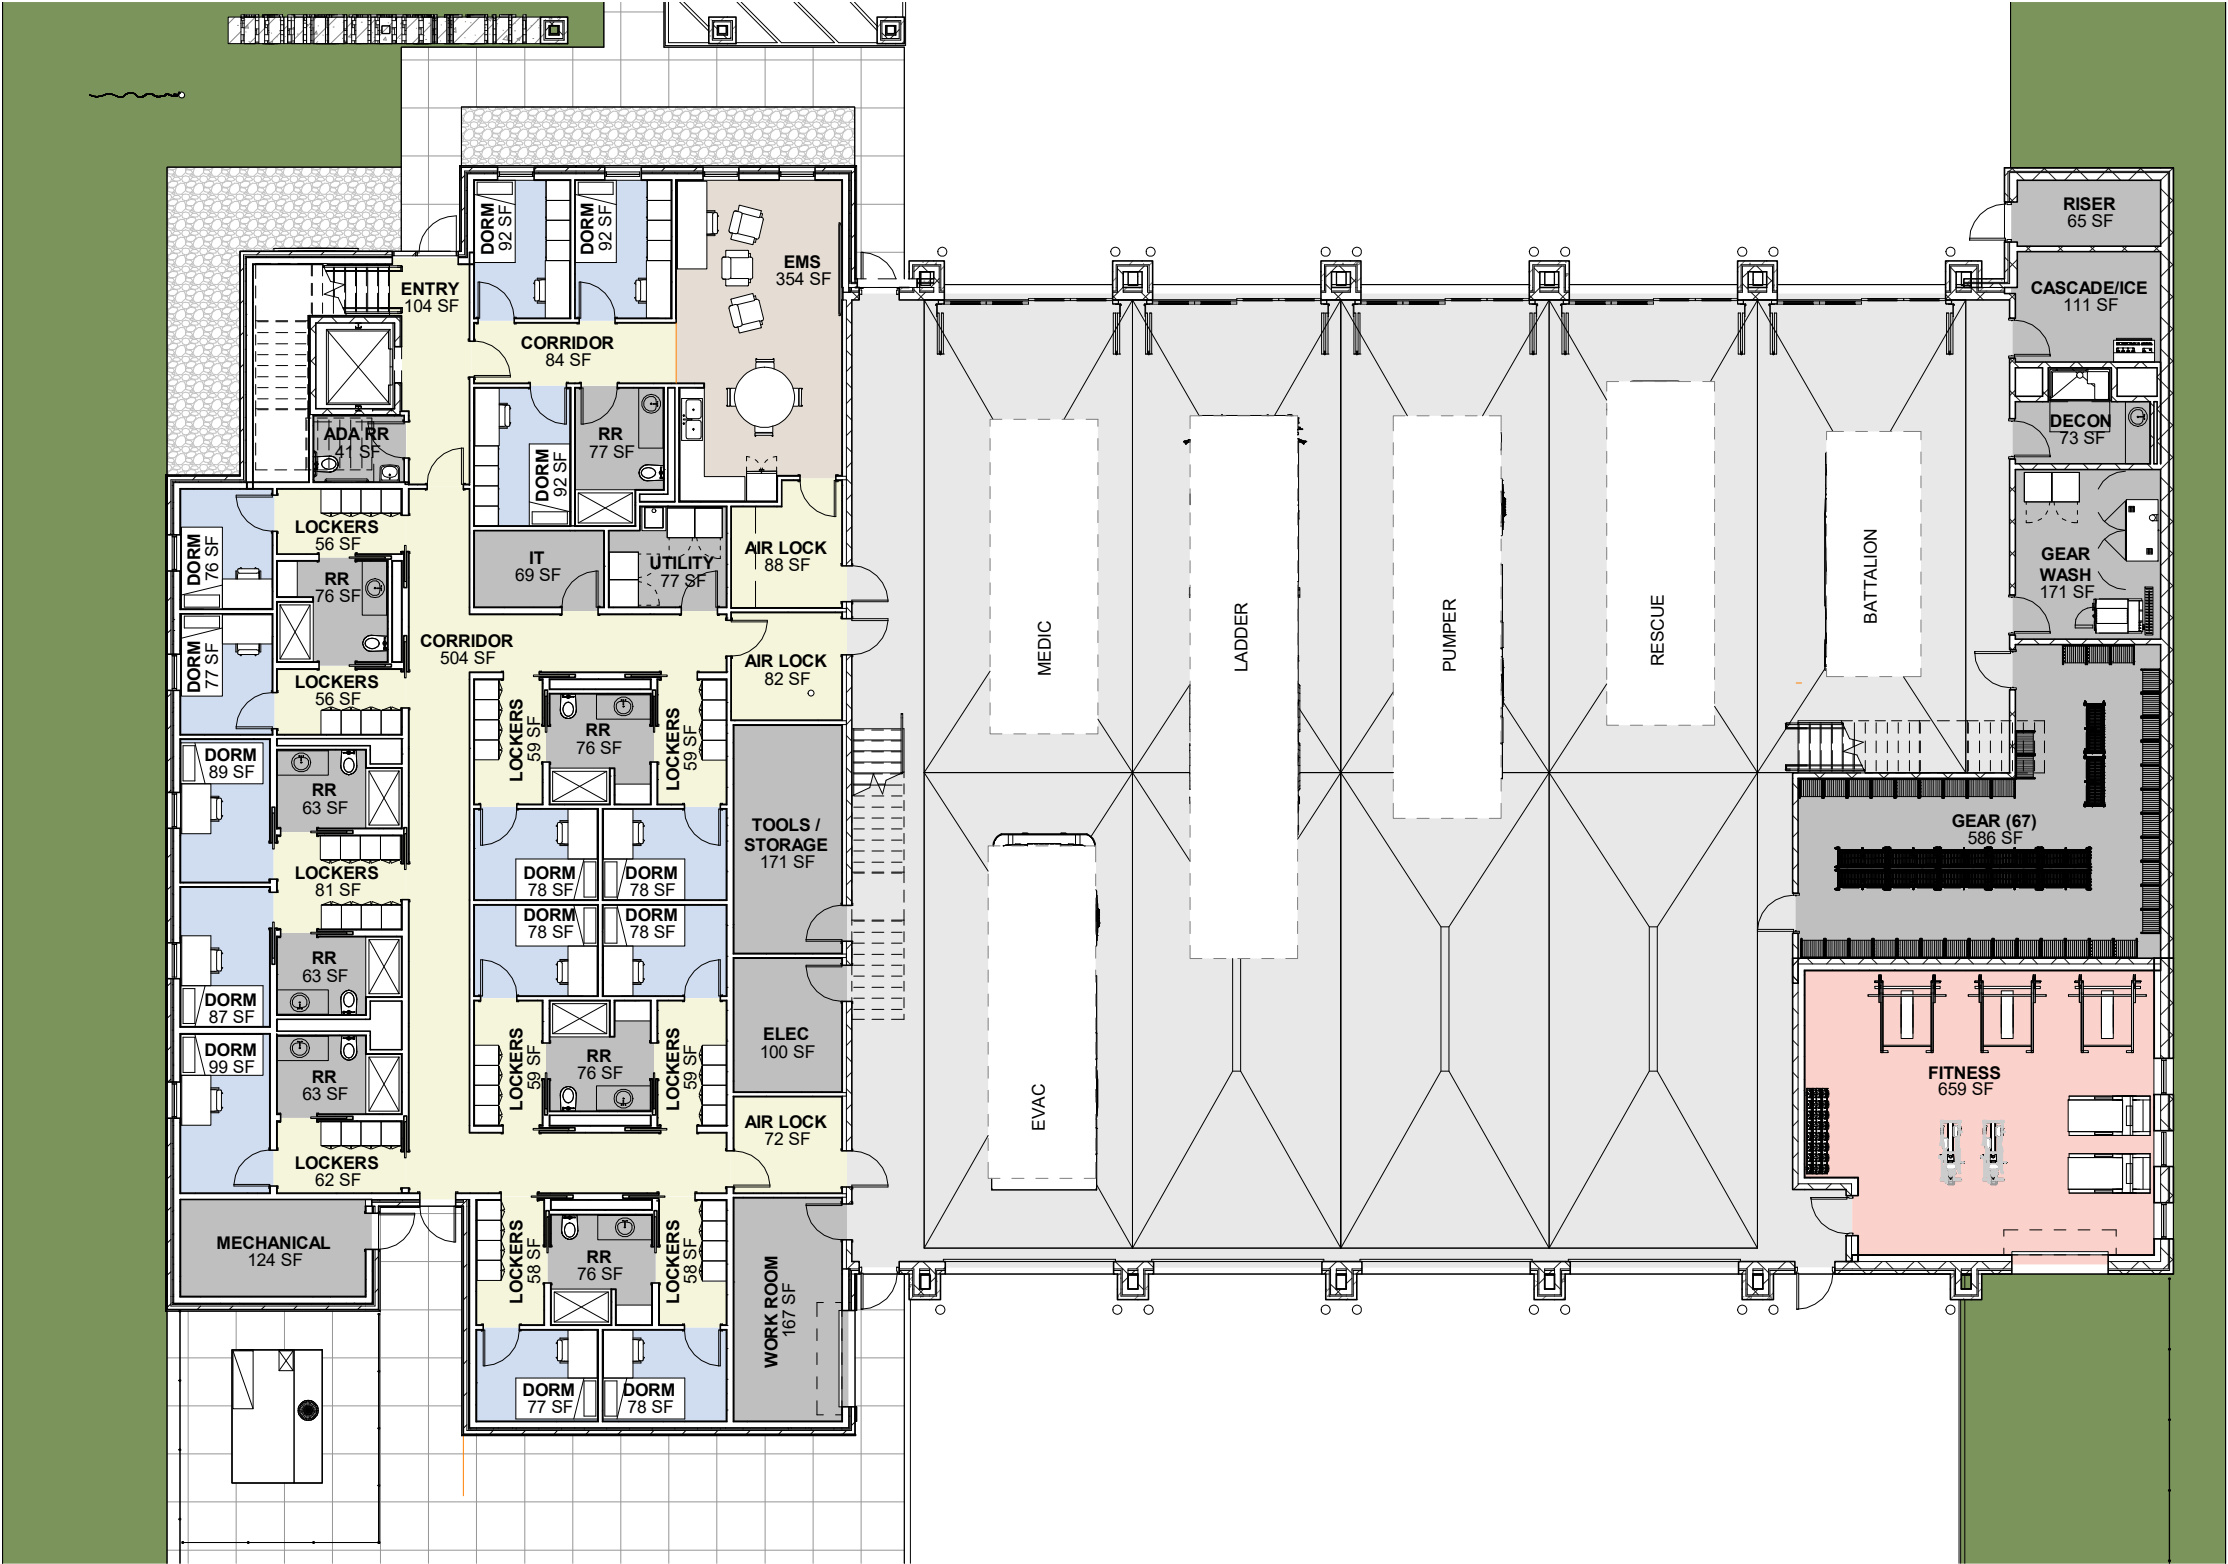 DORM
92 SF
DORM
92 SF
EMS
354 SF
RISER
65 SF
ENTRY
104 SF
CASCADE/ICE
111 SF
CORRIDOR
84 SF
ADA RR
41 SF
DORM
92 SF
RR
77 SF
DECON
73 SF
LOCKERS
56 SF
DORM
76 SF
RR
76 SF
IT
69 SF
UTILITY
77 SF
AIR LOCK
88 SF
GEAR
WASH
171 SF
DORM
77 SF
LOCKERS
56 SF
CORRIDOR
504 SF
AIR LOCK
82 SF
MEDIC
LADDER
PUMPER
RESCUE
BATTALION
DORM
89 SF
RR
63 SF
LOCKERS
59 SF
RR
76 SF
LOCKERS
59 SF
TOOLS /
STORAGE
171 SF
GEAR (67)
586 SF
LOCKERS
81 SF
DORM
78 SF
DORM
78 SF
DORM
78 SF
DORM
78 SF
RR
63 SF
DORM
87 SF
DORM
99 SF
RR
63 SF
LOCKERS
59 SF
RR
76 SF
LOCKERS
59 SF
ELEC
100 SF
EVAC
FITNESS
659 SF
AIR LOCK
72 SF
LOCKERS
62 SF
MECHANICAL
124 SF
LOCKERS
58 SF
RR
76 SF
LOCKERS
58 SF
WORK ROOM
167 SF
DORM
77 SF
DORM
78 SF